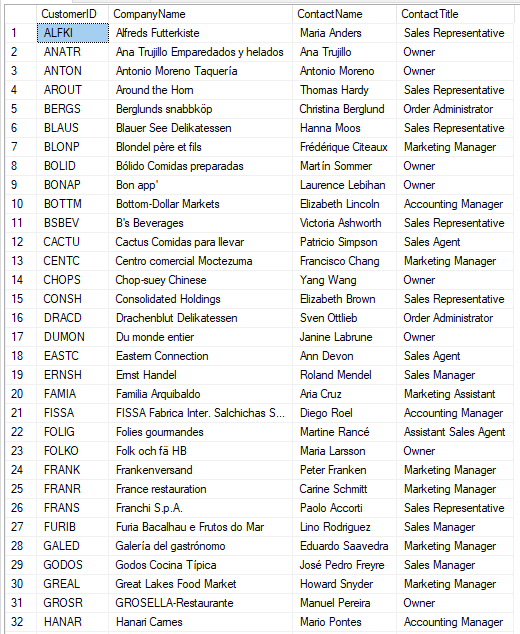 CustomerID CompanyName ContactName ContactTitle
1 ALFKI Alfreds Futterkiste Maria Anders Sales Representative
2 ANATR Ana Trujillo Emparedados y helados Ana Trujillo Owner
3 ANTON Antonio Moreno Taquería Antonio Moreno Owner
4 AROUT Around the Horn Thomas Hardy Sales Representative
5 BERGS Berglunds snabbköp Christina Berglund Order Administrator
6 BLAUS Blauer See Delikatessen Hanna Moos Sales Representative
7 BLONP Blondel père et fils Frédérique Citeaux Marketing Manager
8 BOLID Bólido Comidas preparadas Martín Sommer Owner
9 BONAP Bon app' Laurence Lebihan Owner
10 BOTTM Bottom-Dollar Markets Elizabeth Lincoln Accounting Manager
11 BSBEV B's Beverages Victoria Ashworth Sales Representative
12 CACTU Cactus Comidas para llevar Patricio Simpson Sales Agent
13 CENTC Centro comercial Moctezuma Francisco Chang Marketing Manager
14 CHOPS Chop-suey Chinese Yang Wang Owner
15 CONSH Consolidated Holdings Elizabeth Brown Sales Representative
16 DRACD Drachenblut Delikatessen Sven Ottlieb Order Administrator
17 DUMON Du monde entier Janine Labrune Owner
18 EASTC Eastern Connection Ann Devon Sales Agent
19 ERNSH Ernst Handel Roland Mendel Sales Manager
20 FAMIA Familia Arquibaldo Aria Cruz Marketing Assistant
21 FISSA FISSA Fabrica Inter. Salchichas S... Diego Roel Accounting Manager
22 FOLIG Folies gourmandes Martine Rancé Assistant Sales Agent
23 FOLKO Folk och fä HB Maria Larsson Owner
24 FRANK Frankenversand Peter Franken Marketing Manager
25 FRANR France restauration Carine Schmitt Marketing Manager
26 FRANS Franchi S.p.A. Paolo Accorti Sales Representative
27 FURIB Furia Bacalhau e Frutos do Mar Lino Rodriguez Sales Manager
28 GALED Galería del gastrónomo Eduardo Saavedra Marketing Manager
29 GODOS Godos Cocina Típica José Pedro Freyre Sales Manager
30 GREAL Great Lakes Food Market Howard Snyder Marketing Manager
31 GROSR GROSELLA-Restaurante Manuel Pereira Owner
32 HANAR Hanari Carnes Mario Pontes Accounting Manager